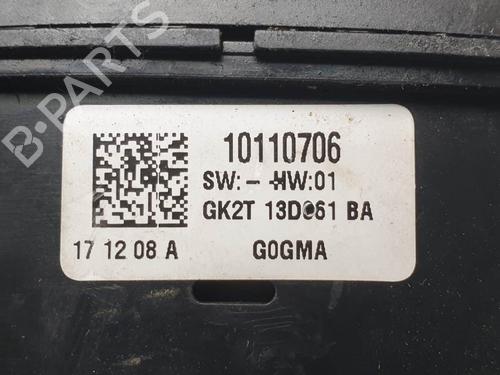 B-PARTS
10110706
SW:- HW:01
GK2T 13D061 BA
17 12 08 A
G0GMA